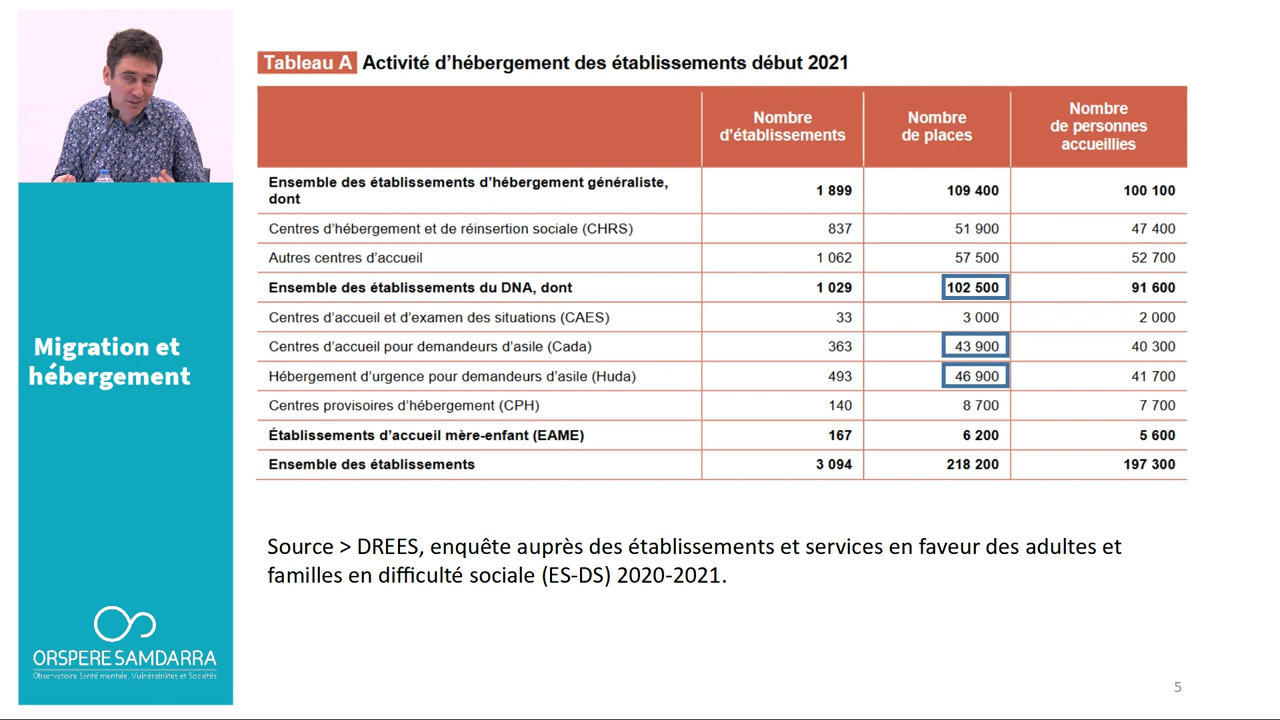 Tableau A Activité d'hébergement des établissements début 2021
Nombre d'établissements
Nombre de places
Nombre de personnes accueillies
Ensemble des établissements d'hébergement généraliste, dont 1 899 109 400 100 100
Centres d'hébergement et de réinsertion sociale (CHRS) 837 51 900 47 400
Autres centres d'accueil 1 062 57 500 52 700
Ensemble des établissements du DNA, dont 1 029 102 500 91 600
Centres d'accueil et d'examen des situations (CAES) 33 3 000 2 000
Centres d'accueil pour demandeurs d'asile (Cada) 363 43 900 40 300
Hébergement d'urgence pour demandeurs d'asile (Huda) 493 46 900 41 700
Centres provisoires d'hébergement (CPH) 140 8 700 7 700
Établissements d'accueil mère-enfant (EAME) 167 6 200 5 600
Ensemble des établissements 3 094 218 200 197 300
Source > DREES, enquête auprès des établissements et services en faveur des adultes et
familles en difficulté sociale (ES-DS) 2020-2021.
Migration et
hébergement
ORSPERE SAMDARRA
Observatoire Santé mentale, Vulnérabilités et Sociétés
5